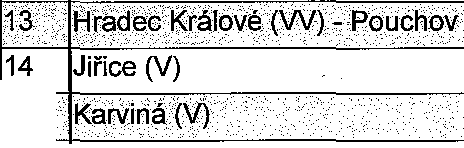 13 Hradec Králové (VV) - Pouchov
14 Jiřice (V)
Karviná (V)